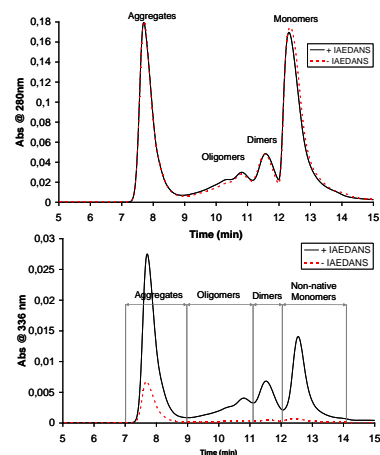 Aggregates
Monomers
0,18
0,16
0,14
0,12
0,1
0,08
0,06
0,04
0,02
0
Abs @ 280nm
+ IAEDANS
- IAEDANS
Oligomers
Dimers
5 6 7 8 9 10 11 12 13 14 15
Time (min)
0,03
0,025
0,02
0,015
0,01
0,005
0
Abs @ 336 nm
+ IAEDANS
- IAEDANS
Aggregates Oligomers Dimers Non-native
Monomers
5 6 7 8 9 10 11 12 13 14 15
Time (min)